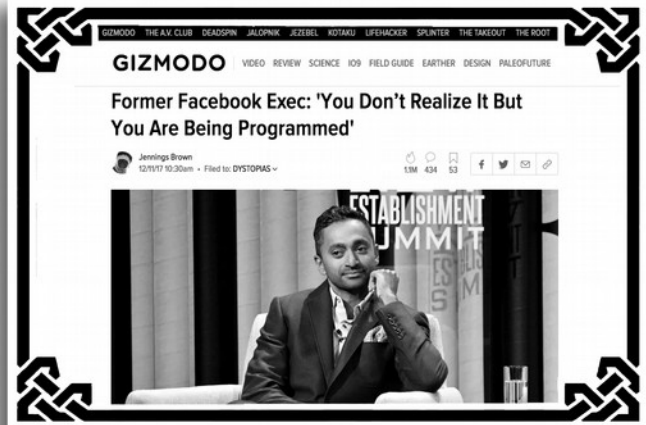 GIZMODO THE A.V. CLUB DEADSPIN JALOPNIK JEZEBEL KOTAKU LIFEHACKER SPLINTER THE TAKEOUT THE ROOT
GIZMODO VIDEO REVIEW SCIENCE IO9 FIELD GUIDE EARTHER DESIGN PALEOFUTURE
Former Facebook Exec: 'You Don't Realize It But
You Are Being Programmed'
Jennings Brown
12/11/17 10:30am • Filed to: DYSTOPIAS
1.1M 434 53
ESTABLISHMENT
SUMMIT